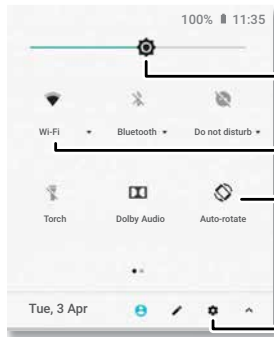 100% 11:35
Wi-Fi Bluetooth Do not disturb
Torch Dolby Audio Auto-rotate
Tue, 3 Apr